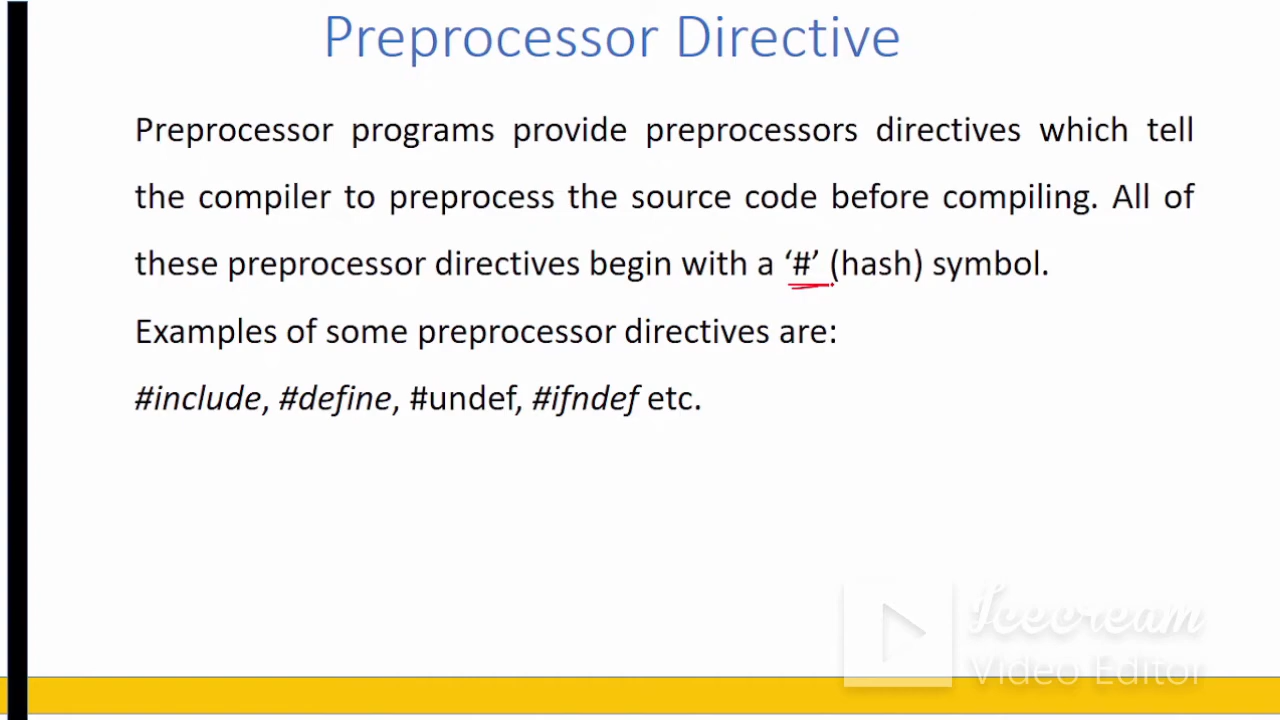 Preprocessor Directive
Preprocessor programs provide preprocessors directives which tell
the compiler to preprocess the source code before compiling. All of
these preprocessor directives begin with a ‘#’ (hash) symbol.
Examples of some preprocessor directives are:
#include, #define, #undef, #ifndef etc.
Icecream
Video Editor